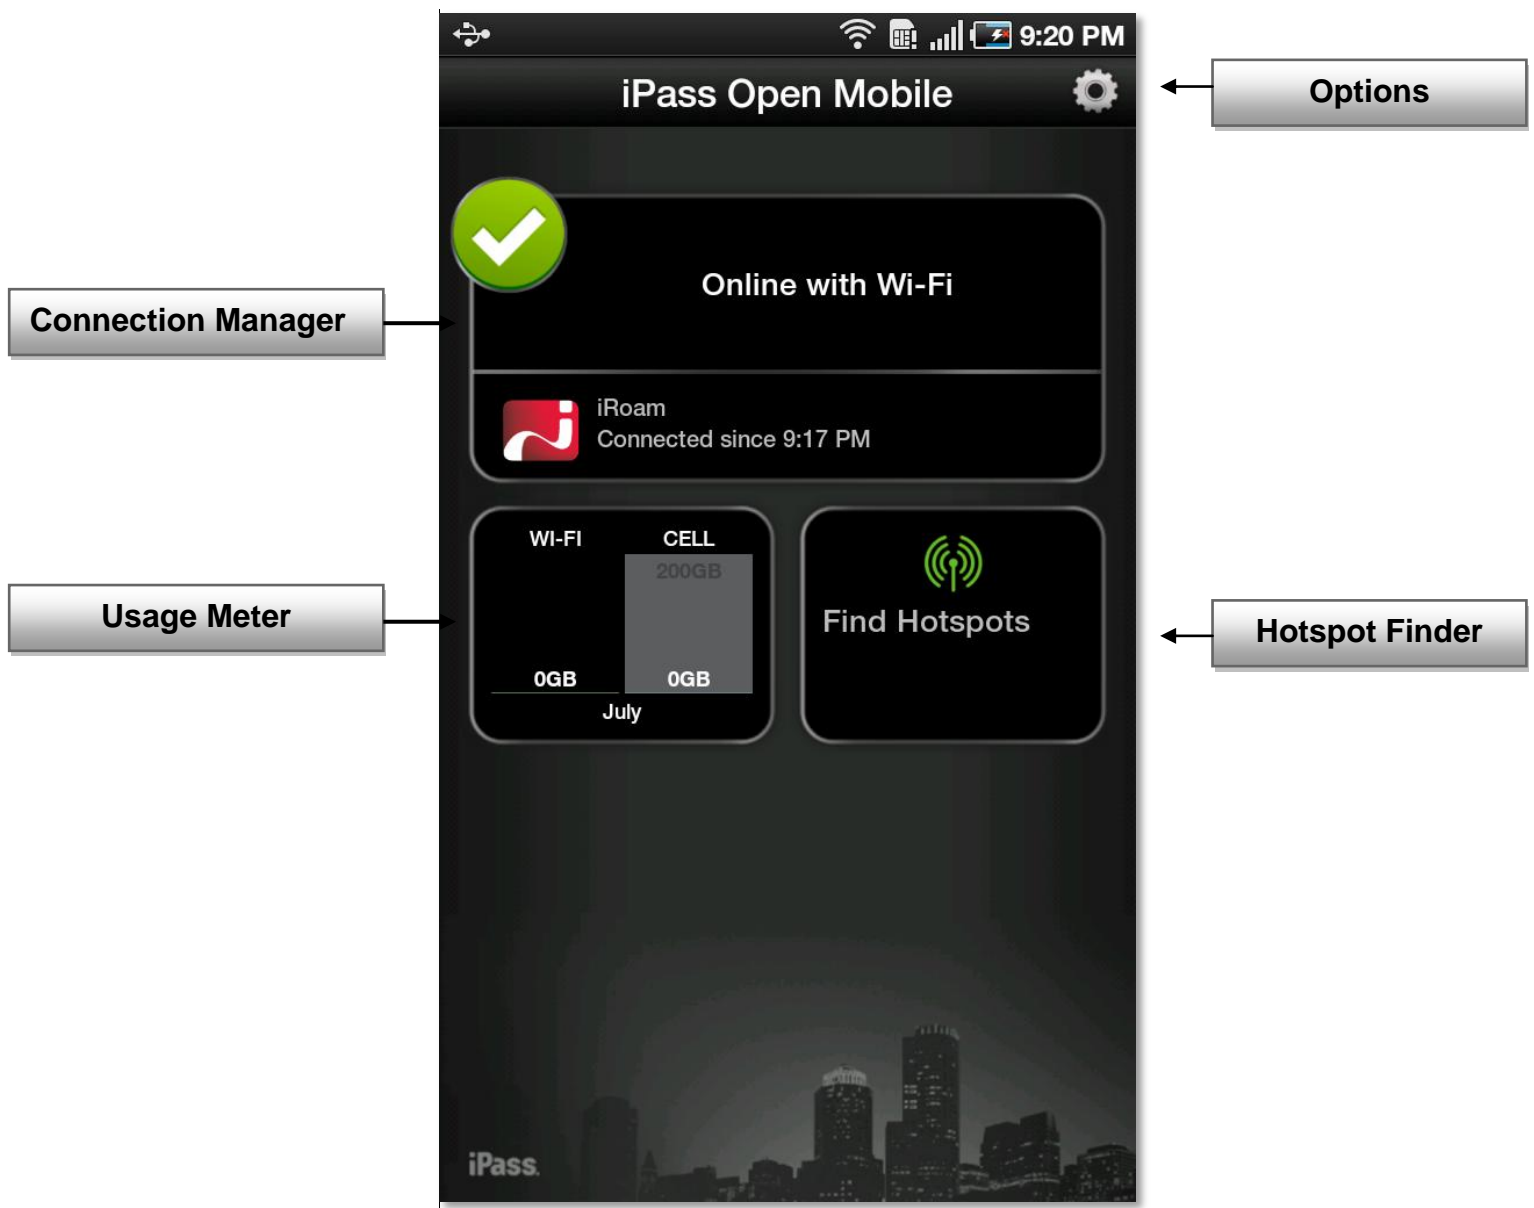 9:20 PM
iPass Open Mobile
Options
Online with Wi-Fi
Connection Manager
iRoam
Connected since 9:17 PM
WI-FI
CELL
200GB
Find Hotspots
Usage Meter
Hotspot Finder
0GB
0GB
July
iPass